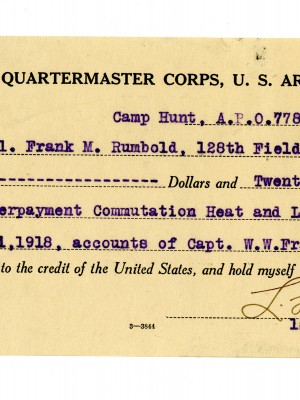 QUARTERMASTER CORPS, U. S. AR
Camp Hunt, A.P.O.778
l. Frank M. Rumbold, 128th Field
------------------ Dollars and Twent
erpayment Commutation Heat and L
1,1918, accounts of Capt. W.W.Fr
to the credit of the United States, and hold myself
3—3844
1